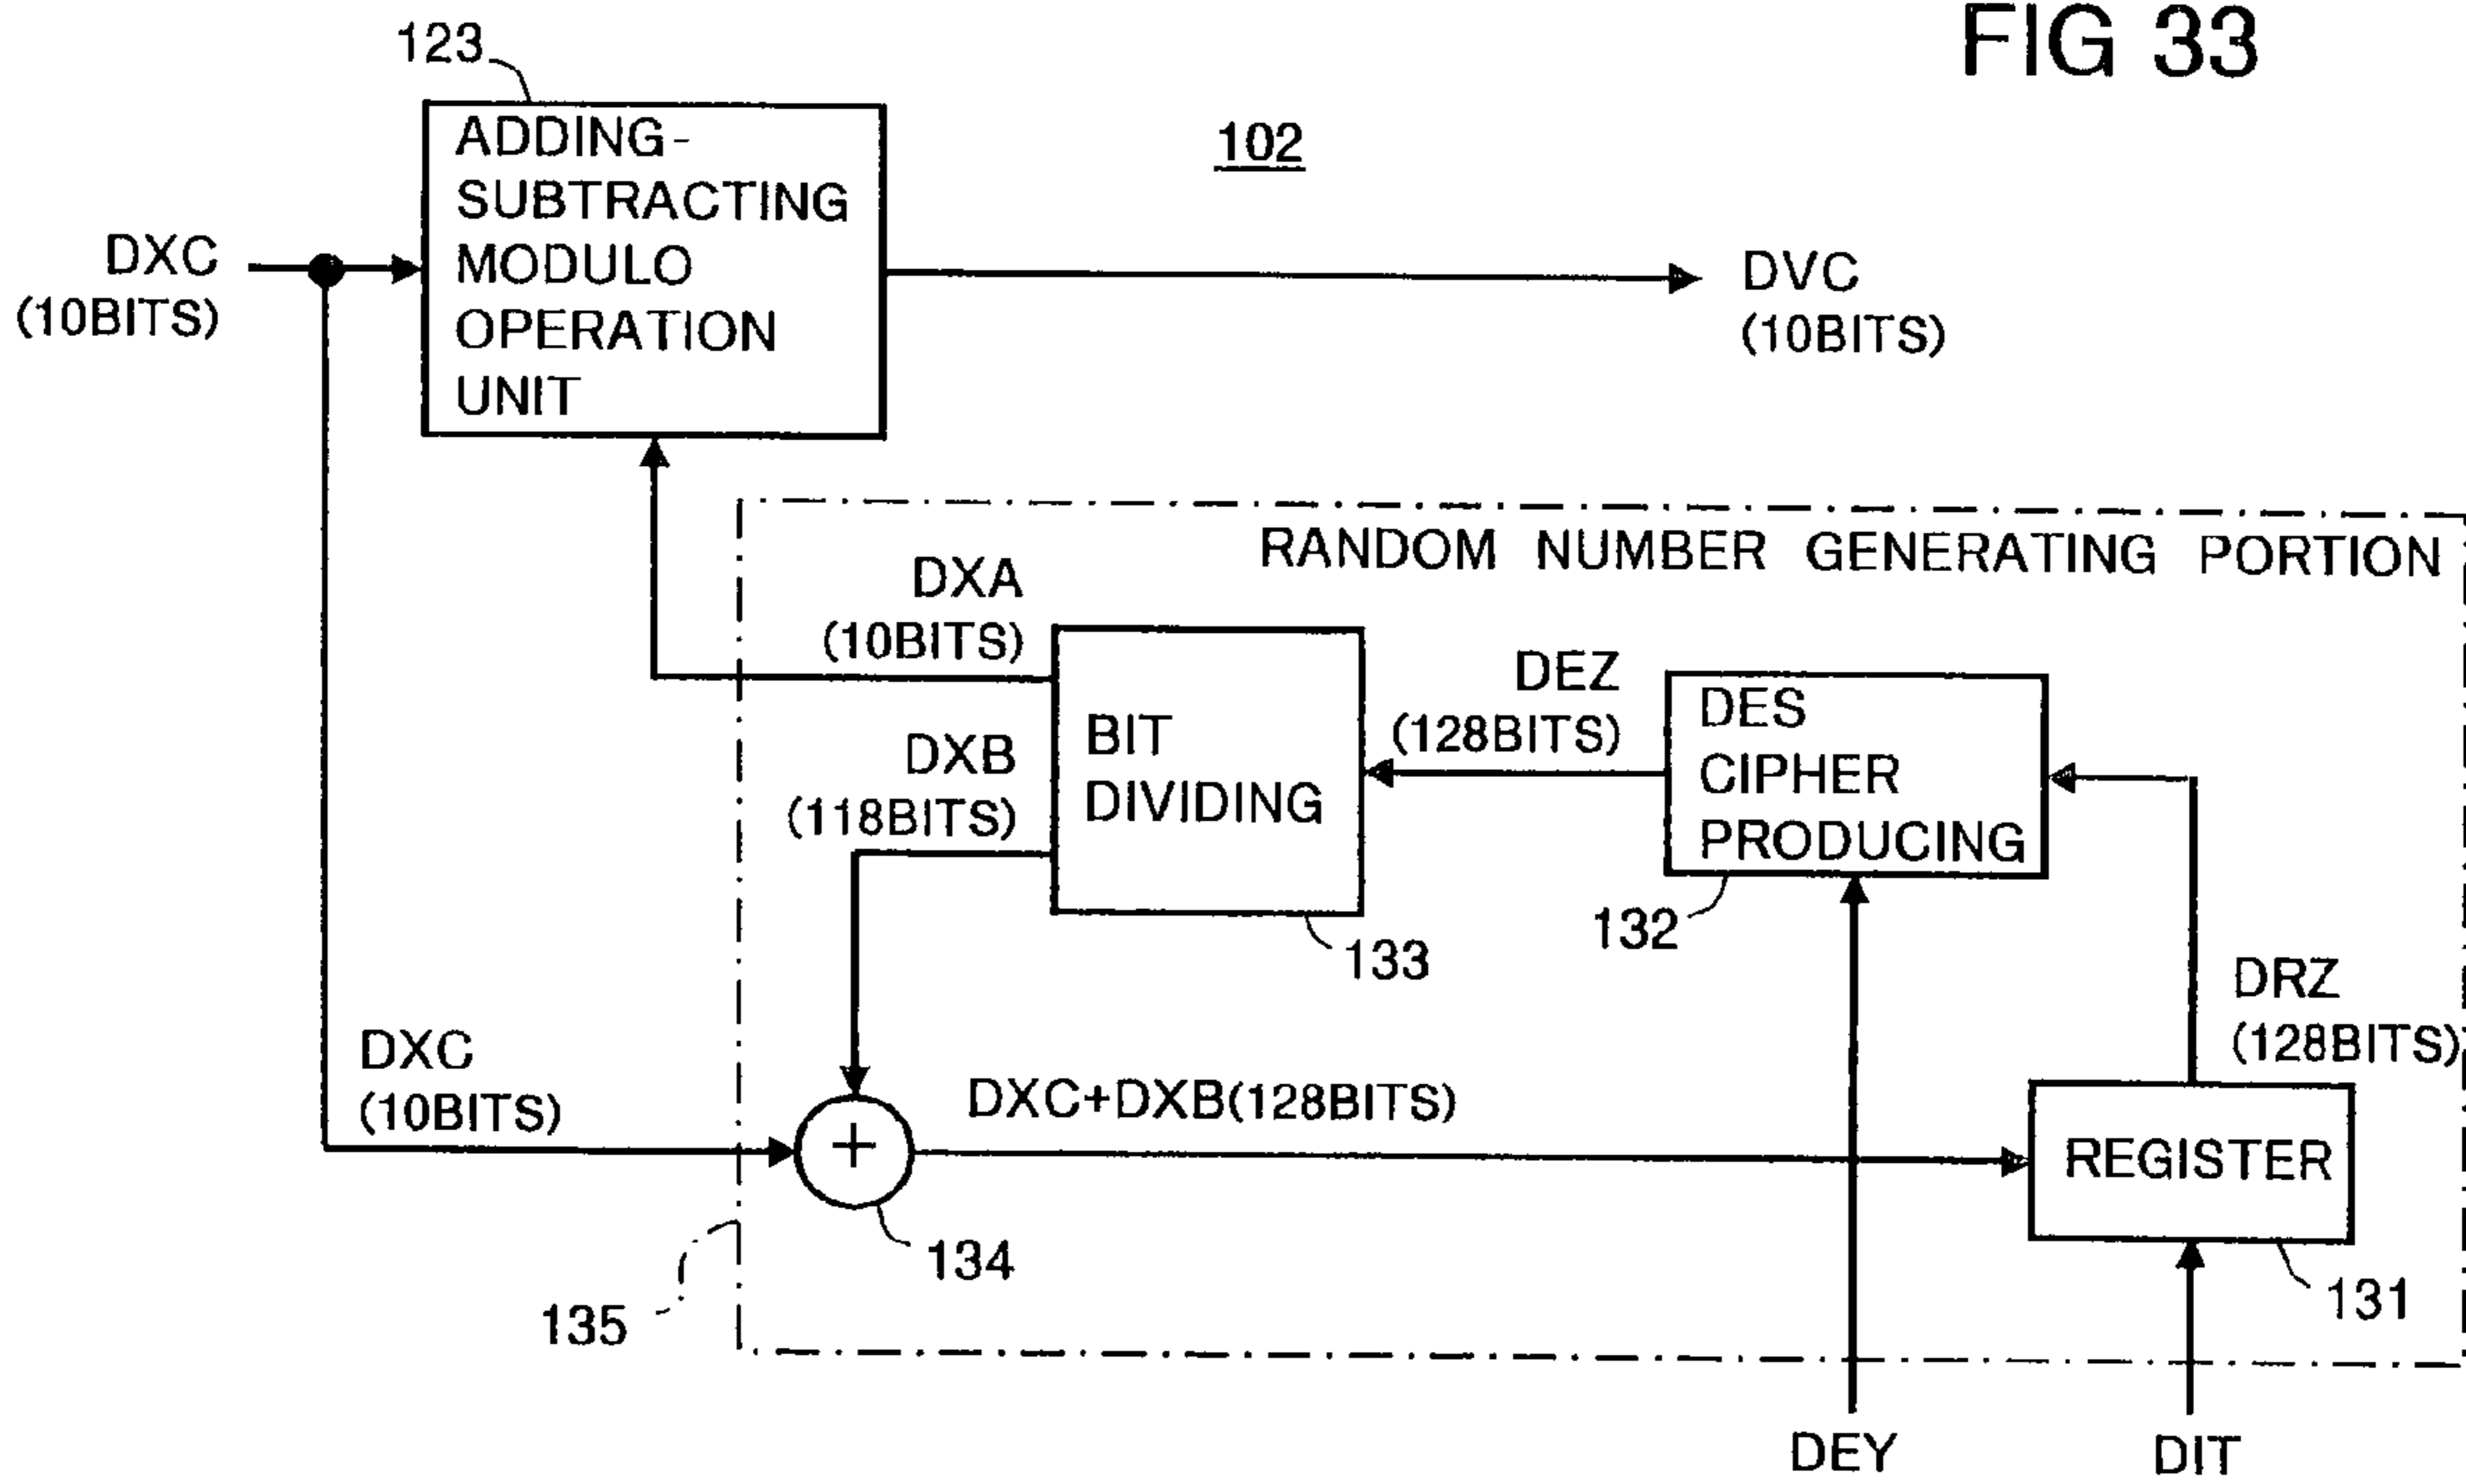 FIG 33
123
102
ADDING-
SUBTRACTING
MODULO
OPERATION
UNIT
DXC
(10BITS)
DVC
(10BITS)
RANDOM NUMBER GENERATING PORTION
DXA
(10BITS)
DXB
(118BITS)
BIT
DIVIDING
133
DEZ
(128BITS)
DES
CIPHER
PRODUCING
132
DRZ
(128BITS)
DXC
(10BITS)
+
DXC+DXB(128BITS)
REGISTER
134
131
135
DEY
DIT